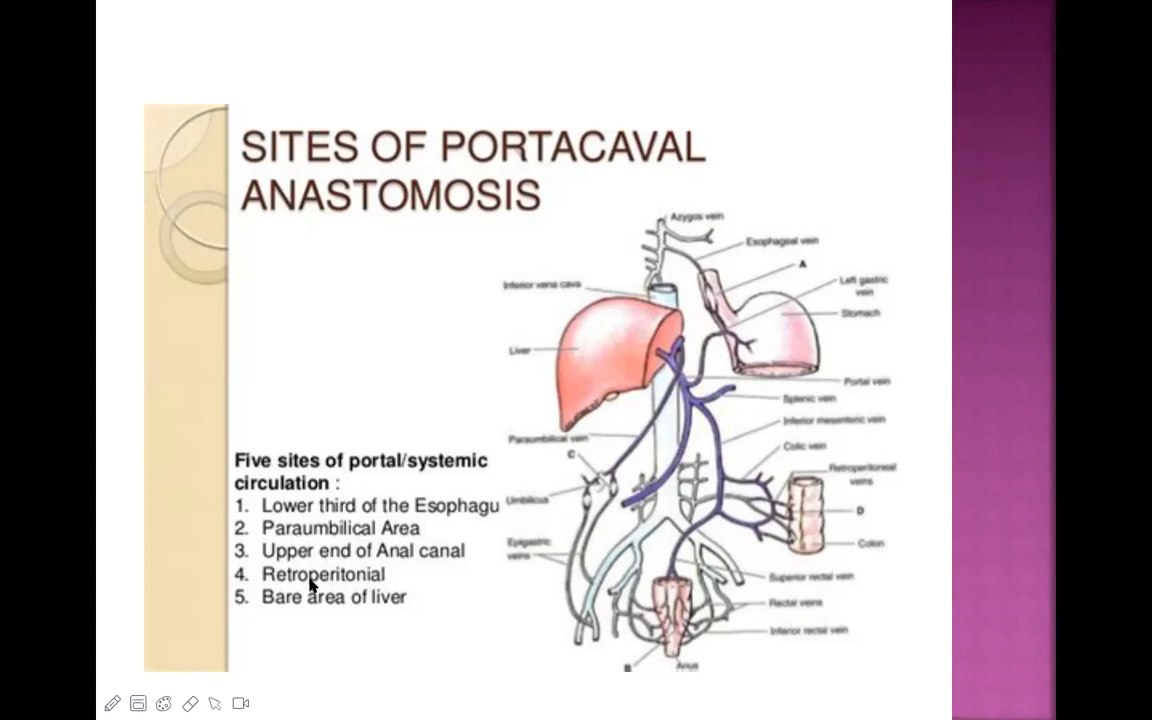 SITES OF PORTACAVAL
ANASTOMOSIS
Azygos vein
Esophageal vein
A
Inferior vena cava
Left gastric
vein
Stomach
Liver
Portal vein
Splenic vein
Inferior mesenteric vein
Paraumbilical vein
Colic vein
C
Retroperitoneal
veins
Umbilicus
D
Epigastric
veins
Colon
Superior rectal vein
Rectal veins
Inferior rectal vein
B
Anus
Five sites of portal/systemic
circulation :
1. Lower third of the Esophagu
2. Paraumbilical Area
3. Upper end of Anal canal
4. Retroperitonial
5. Bare area of liver